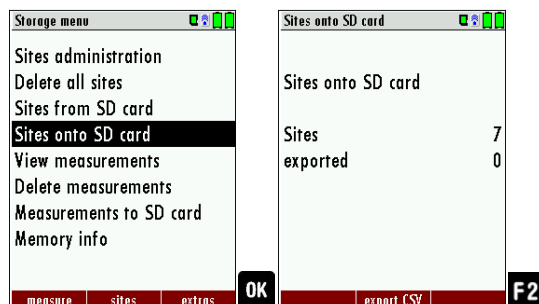 Storage menu
Sites administration
Delete all sites
Sites from SD card
Sites onto SD card
View measurements
Delete measurements
Measurements to SD card
Memory info
measure sites extras
OK
Sites onto SD card
Sites onto SD card
Sites 7
exported 0
export CSV
F2